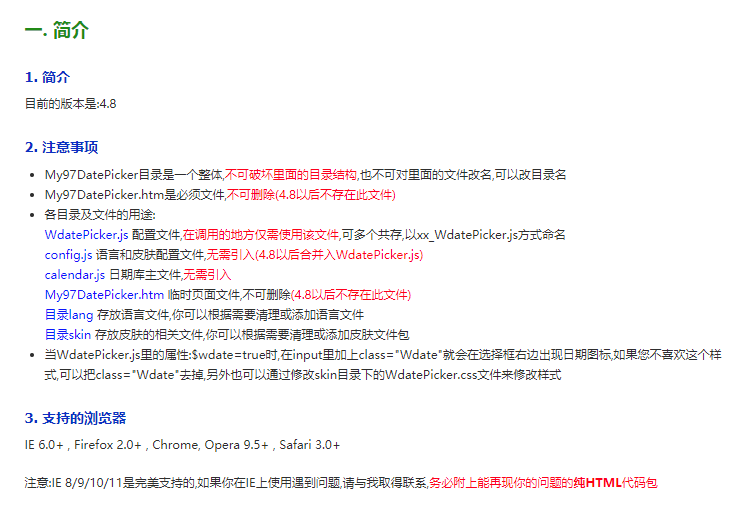 一. 简介
1. 简介
目前的版本是:4.8
2. 注意事项
My97DatePicker目录是一个整体,不可破坏里面的目录结构,也不可对里面的文件改名,可以改目录名
My97DatePicker.htm是必须文件,不可删除(4.8以后不存在此文件)
各目录及文件的用途:
WdatePicker.js 配置文件,在调用的地方仅需使用该文件,可多个共存,以xx_WdatePicker.js方式命名
config.js 语言和皮肤配置文件,无需引入(4.8以后合并入WdatePicker.js)
calendar.js 日期库主文件,无需引入
My97DatePicker.htm 临时页面文件,不可删除(4.8以后不存在此文件)
目录lang 存放语言文件,你可以根据需要清理或添加语言文件
目录skin 存放皮肤的相关文件,你可以根据需要清理或添加皮肤文件包
当WdatePicker.js里的属性:$wdate=true时,在input里加上class="Wdate"就会在选择框右边出现日期图标,如果您不喜欢这个样
式,可以把class="Wdate"去掉,另外也可以通过修改skin目录下的WdatePicker.css文件来修改样式
3. 支持的浏览器
IE 6.0+ , Firefox 2.0+ , Chrome, Opera 9.5+ , Safari 3.0+
注意:IE 8/9/10/11是完美支持的,如果你在IE上使用遇到问题,请与我取得联系,务必附上能再现你的问题的纯HTML代码包